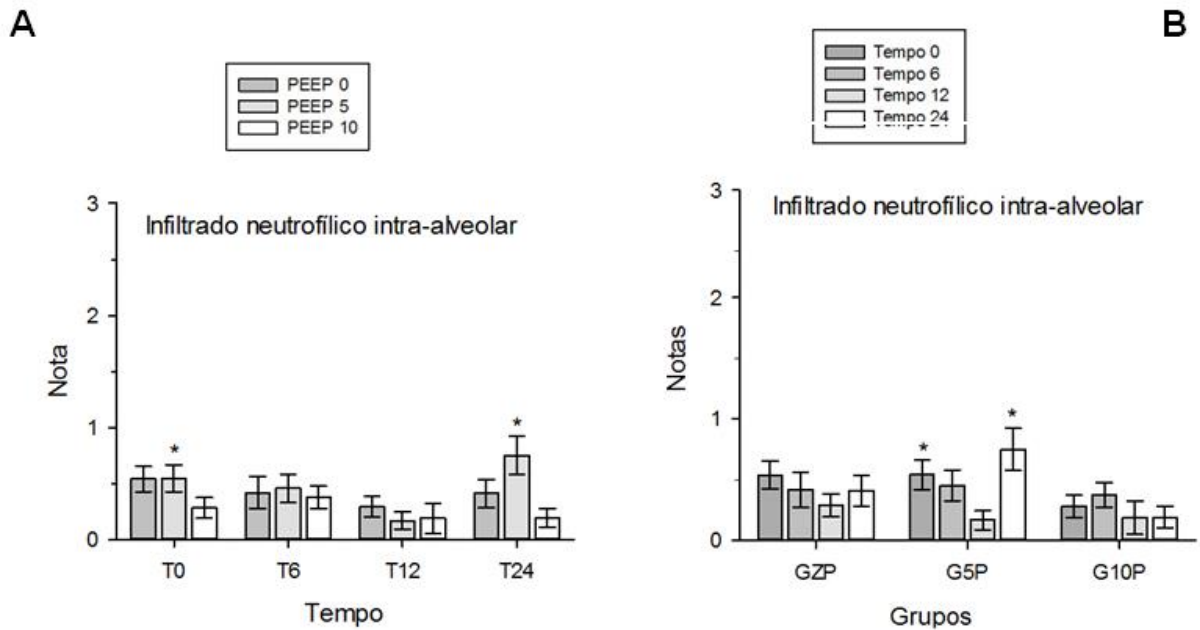 A
B
PEEP 0
PEEP 5
PEEP 10
Tempo 0
Tempo 6
Tempo 12
Tempo 24
3
Infiltrado neutrofílico intra-alveolar
2
Nota
1
*
*
0
T0
T6
T12
T24
Tempo
3
Infiltrado neutrofílico intra-alveolar
2
Notas
1
*
*
0
GZP
G5P
G10P
Grupos